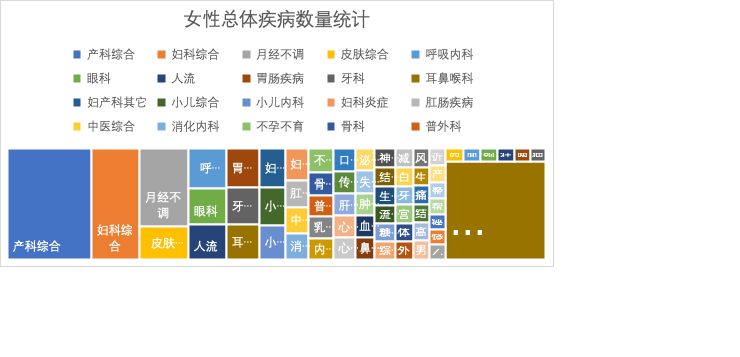 女性总体疾病数量统计
产科综合 妇科综合 月经不调 皮肤综合 呼吸内科
眼科 人流 胃肠疾病 牙科 耳鼻喉科
妇产科其它 小儿综合 小儿内科 妇科炎症 肛肠疾病
中医综合 消化内科 不孕不育 骨科 普外科
产科综合
妇科综
合
月经不
调
皮肤…
呼…
眼科
人流
胃…
牙…
耳…
妇…
小…
小…
妇…
肛…
中…
消…
不…
骨…
普…
乳…
内…
口…
传…
肝…
心…
心…
泌…
失…
肿…
血…
鼻…
神…
结…
生…
流…
糖…
综…
减
白
牙
宫
体
外
风
生
痛
结
高
男
...